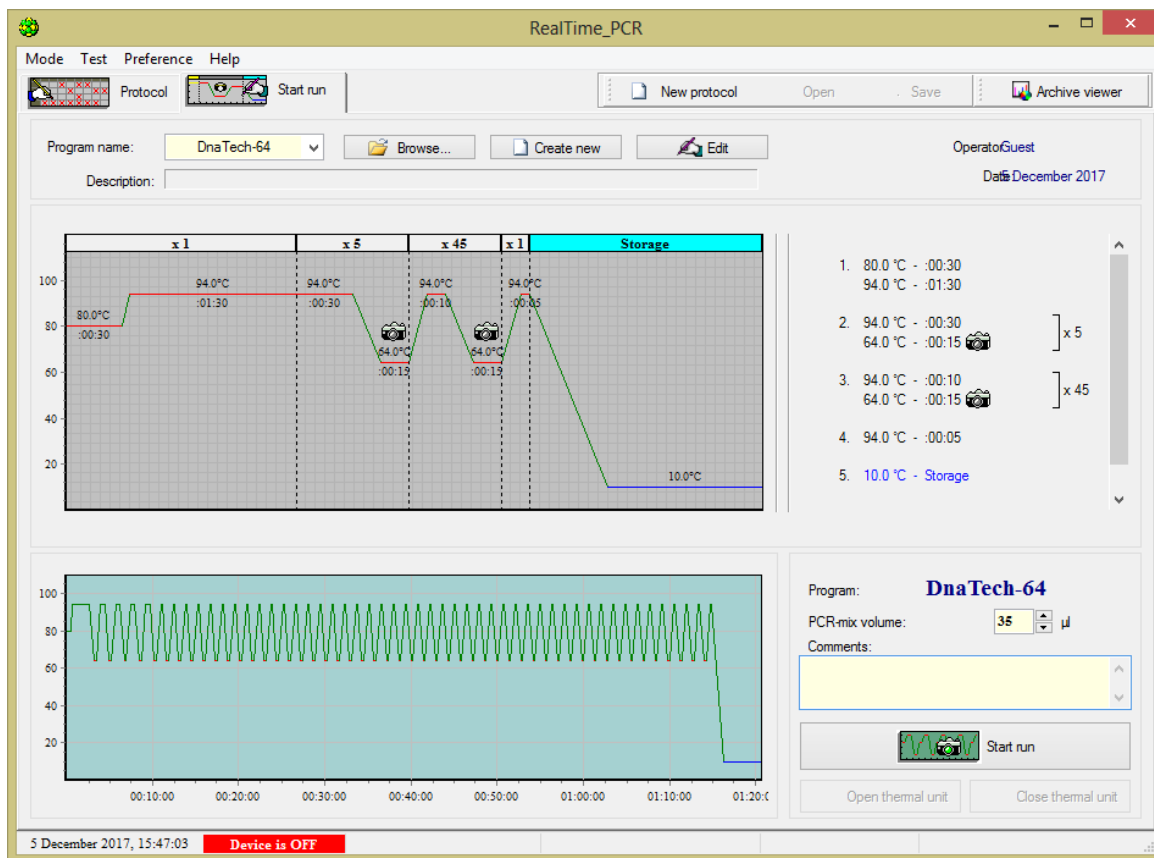 RealTime_PCR
Mode Test Preference Help
Protocol Start run New protocol Open Save Archive viewer
Program name: DnaTech-64 Browse... Create new Edit Operator:Guest
Description: Date 5 December 2017
x 1 x 5 x 45 x 1 Storage
100
80
60
40
20
80.0°C
:00:30
94.0°C
:01:30
94.0°C
:00:30
64.0°C
:00:15
94.0°C
:00:10
64.0°C
:00:15
94.0°C
:00:05
10.0°C
1. 80.0 °C - :00:30
94.0 °C - :01:30
2. 94.0 °C - :00:30
64.0 °C - :00:15
x 5
3. 94.0 °C - :00:10
64.0 °C - :00:15
x 45
4. 94.0 °C - :00:05
5. 10.0 °C - Storage
100
80
60
40
20
00:10:00 00:20:00 00:30:00 00:40:00 00:50:00 01:00:00 01:10:00 01:20:0
Program: DnaTech-64
PCR-mix volume: 35 µl
Comments:
Start run
Open thermal unit Close thermal unit
5 December 2017, 15:47:03 Device is OFF